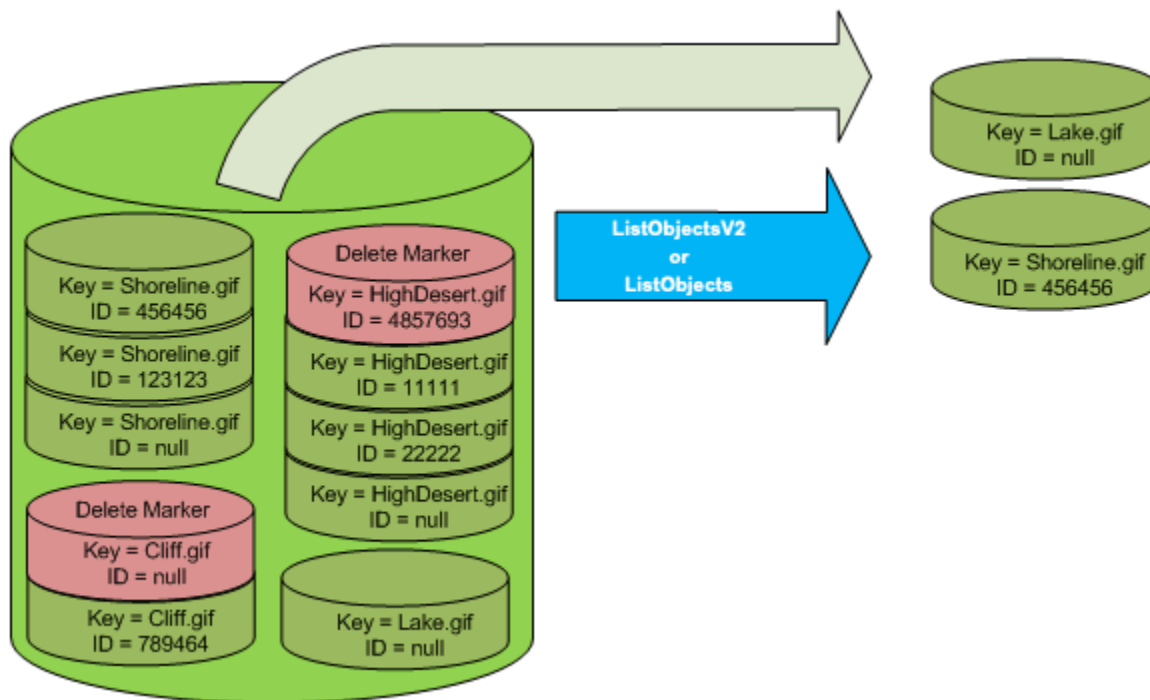 Key = Shoreline.gif
ID = 456456
Key = Shoreline.gif
ID = 123123
Key = Shoreline.gif
ID = null
Delete Marker
Key = Cliff.gif
ID = null
Key = Cliff.gif
ID = 789464
Delete Marker
Key = HighDesert.gif
ID = 4857693
Key = HighDesert.gif
ID = 11111
Key = HighDesert.gif
ID = 22222
Key = HighDesert.gif
ID = null
Key = Lake.gif
ID = null
ListObjectsV2
or
ListObjects
Key = Lake.gif
ID = null
Key = Shoreline.gif
ID = 456456